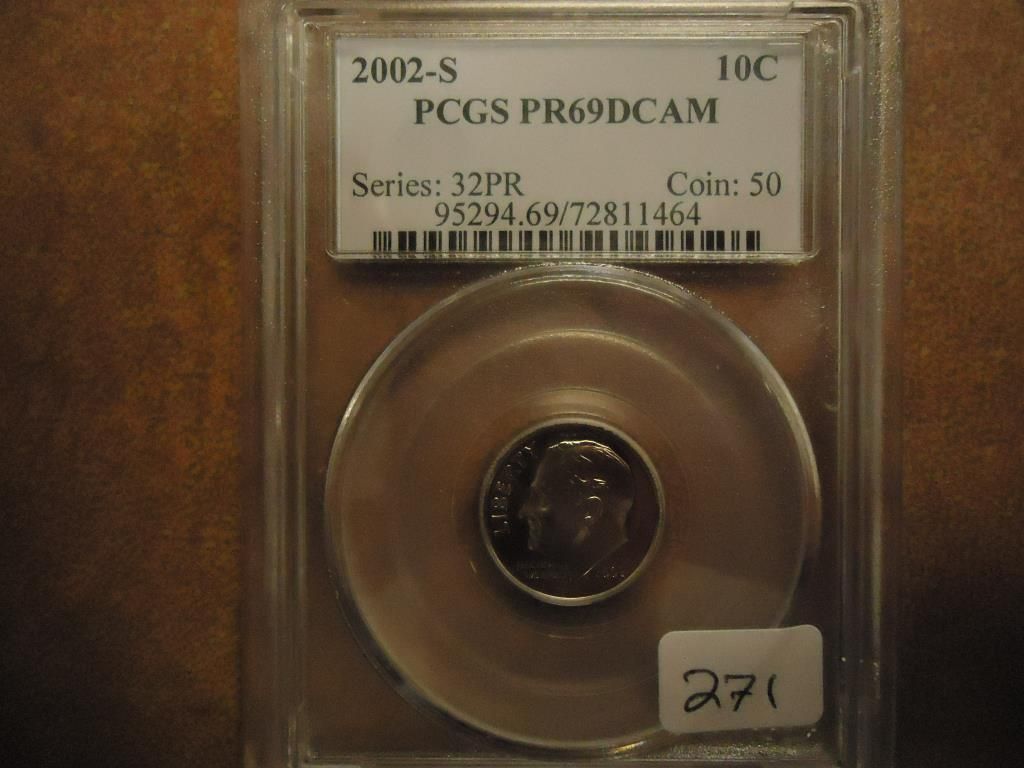 2002-S 10C
PCGS PR69DCAM
Series: 32PR Coin: 50
95294.69/72811464
LIBERTY
271